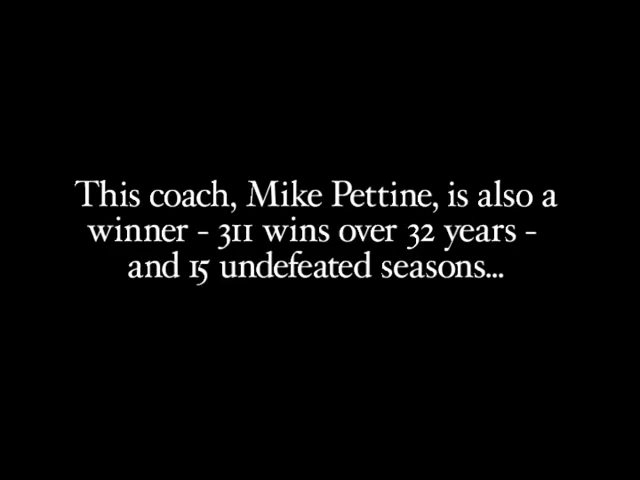 This coach, Mike Pettine, is also a
winner - 311 wins over 32 years -
and 15 undefeated seasons...